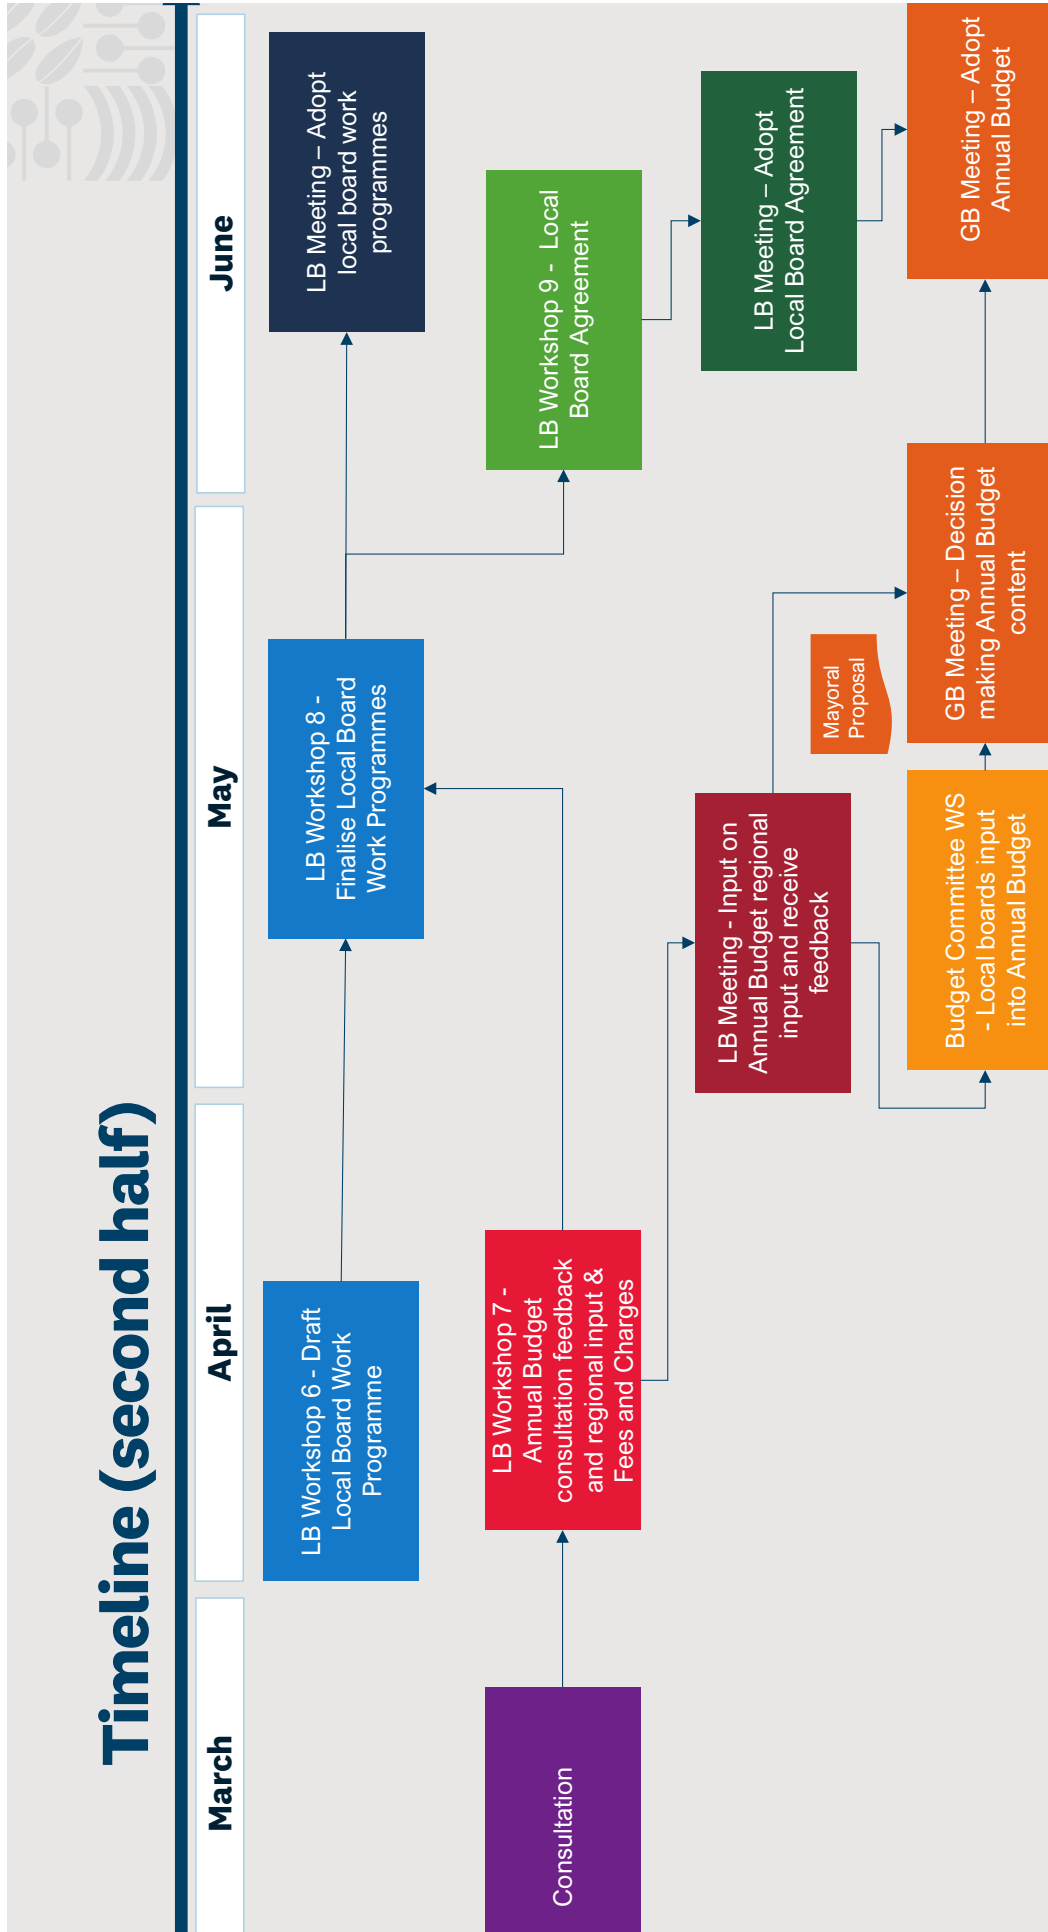 Timeline (second half)
March
April
May
June
LB Workshop 6 - Draft
Local Board Work
Programme
LB Workshop 8 -
Finalise Local Board
Work Programmes
LB Meeting – Adopt
local board work
programmes
Consultation
LB Workshop 7 -
Annual Budget
consultation feedback
and regional input &
Fees and Charges
LB Workshop 9 - Local
Board Agreement
LB Meeting - Input on
Annual Budget regional
input and receive
feedback
LB Meeting – Adopt
Local Board Agreement
Mayoral
Proposal
Budget Committee WS
- Local boards input
into Annual Budget
GB Meeting – Decision
making Annual Budget
content
GB Meeting – Adopt
Annual Budget